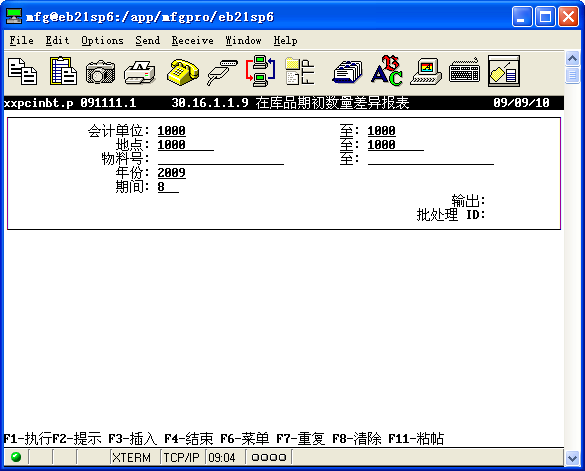 mfg@eb21sp6:/app/mfgpro/eb21sp6
File Edit Options Send Receive Window Help
xxpcinbt.p 091111.1 30.16.1.1.9 在库品期初数量差异报表 09/09/10
会计单位: 1000 至: 1000
地点: 1000 至: 1000
物料号: 至:
年份: 2009
期间: 8
输出:
批处理 ID:
F1-执行F2-提示 F3-插入 F4-结束 F6-菜单 F7-重复 F8-清除 F11-粘帖
XTERM TCP/IP 09:04